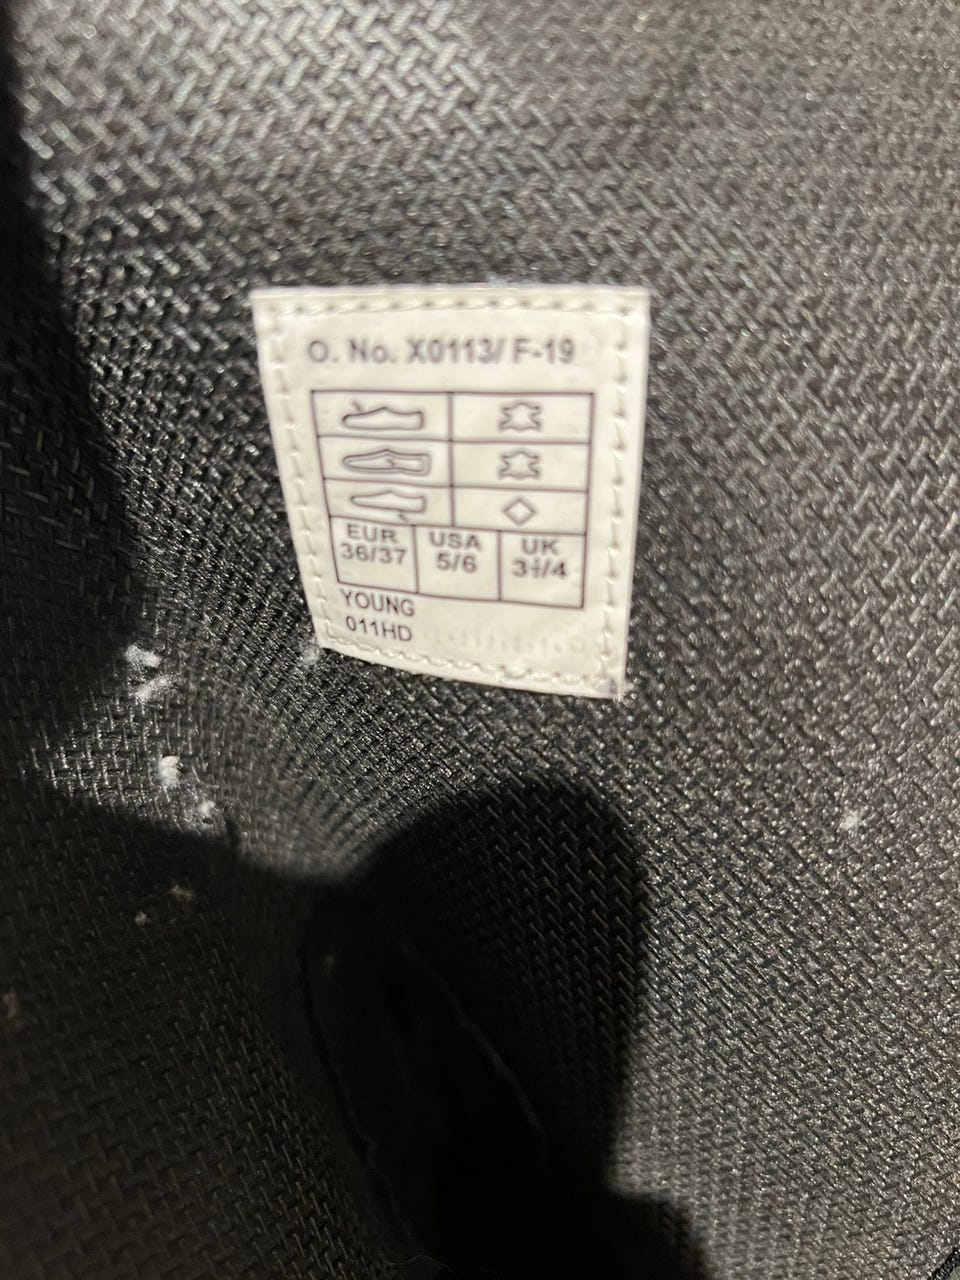 O. No. X0113/ F-19
EUR USA UK
36/37 5/6 3½/4
YOUNG
011HD